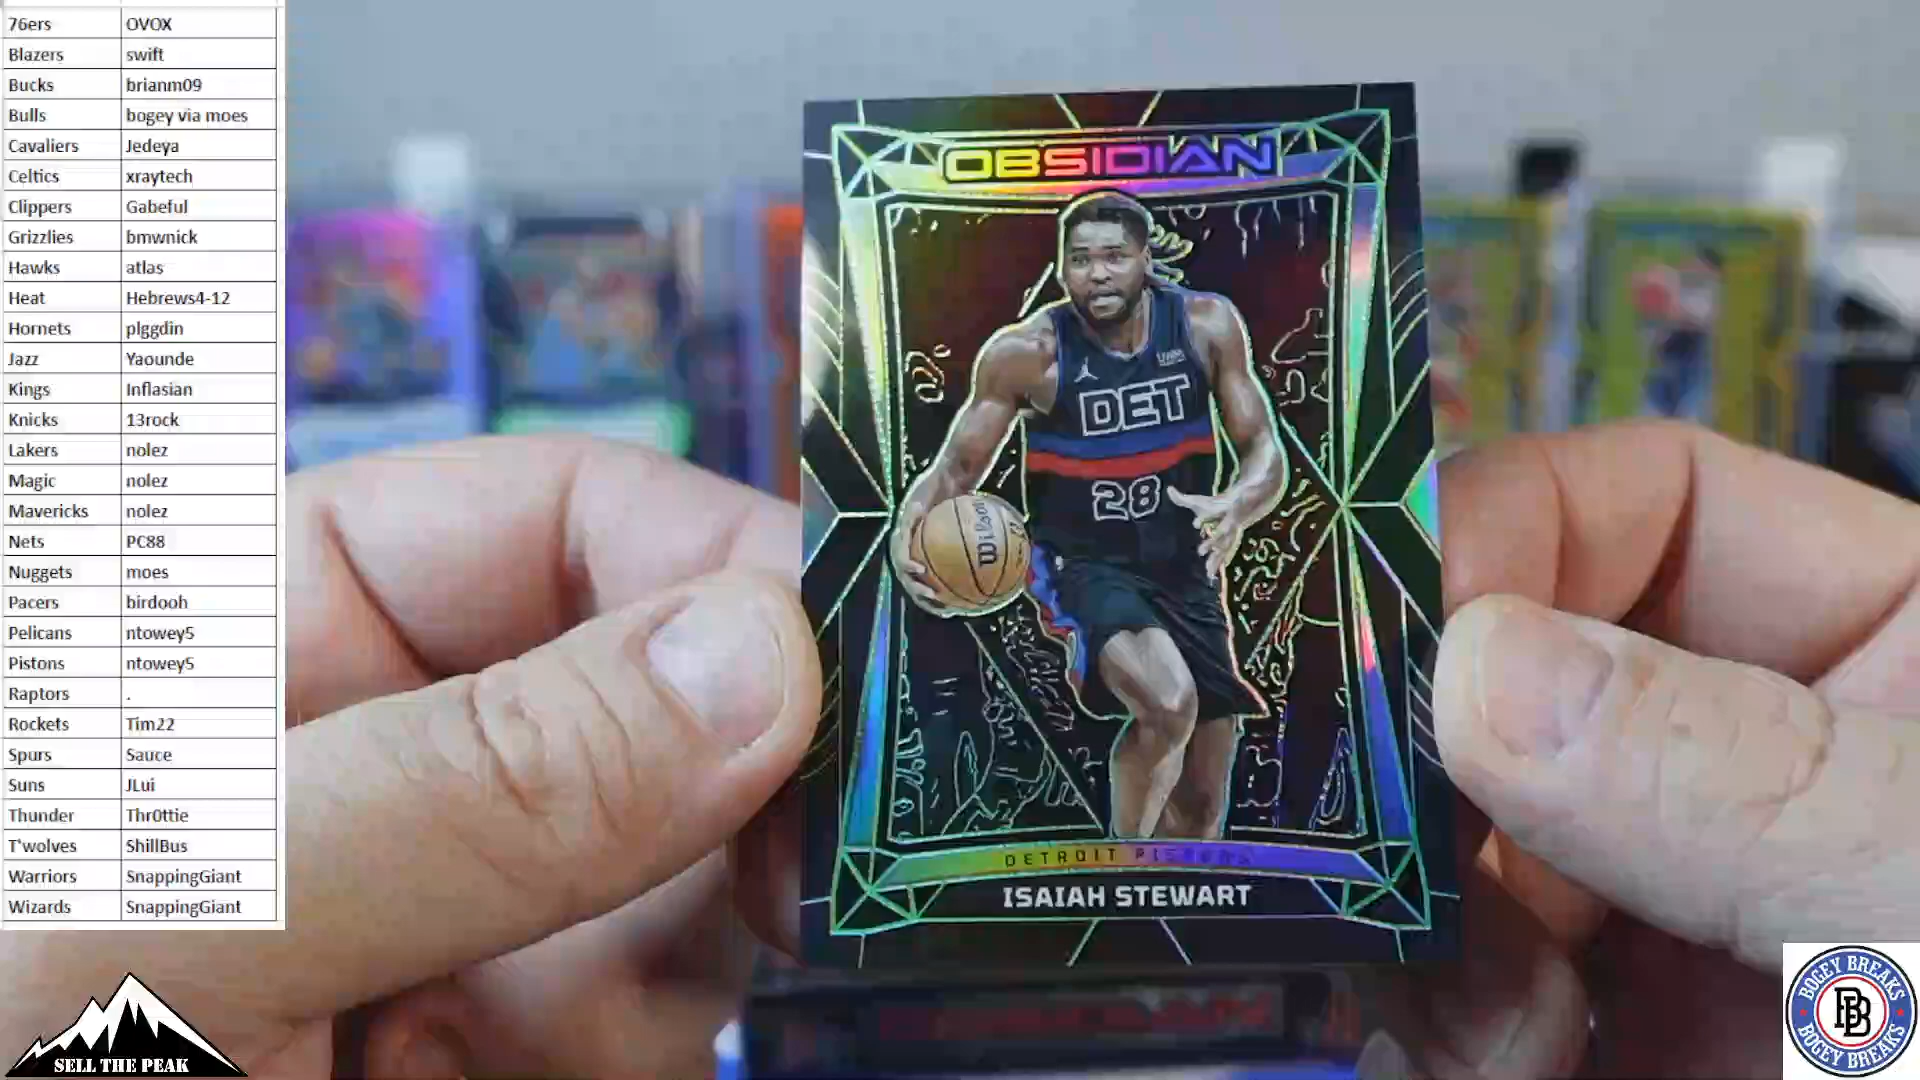 76ers OVOX
Blazers swift
Bucks brianm09
Bulls bogey via moes
Cavaliers Jedeya
Celtics xraytech
Clippers Gabeful
Grizzlies bmwnick
Hawks atlas
Heat Hebrews4-12
Hornets plggdin
Jazz Yaounde
Kings Inflasian
Knicks 13rock
Lakers nolez
Magic nolez
Mavericks nolez
Nets PC88
Nuggets moes
Pacers birdooh
Pelicans ntowey5
Pistons ntowey5
Raptors .
Rockets Tim22
Spurs Sauce
Suns JLui
Thunder Thr0ttie
T'wolves ShillBus
Warriors SnappingGiant
Wizards SnappingGiant
OBSIDIAN
UWM
DET
28
Wilson
DETROIT PISTONS
ISAIAH STEWART
SELL THE PEAK
BOGEY BREAKS
BB
BOGEY BREAKS